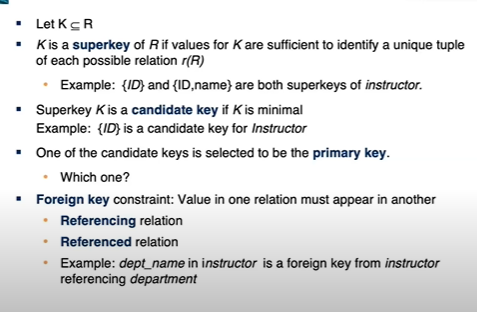 ▪ Let K ⊆ R
▪ K is a superkey of R if values for K are sufficient to identify a unique tuple
of each possible relation r(R)
• Example: {ID} and {ID,name} are both superkeys of instructor.
▪ Superkey K is a candidate key if K is minimal
Example: {ID} is a candidate key for Instructor
▪ One of the candidate keys is selected to be the primary key.
• Which one?
▪ Foreign key constraint: Value in one relation must appear in another
• Referencing relation
• Referenced relation
• Example: dept_name in instructor is a foreign key from instructor
referencing department